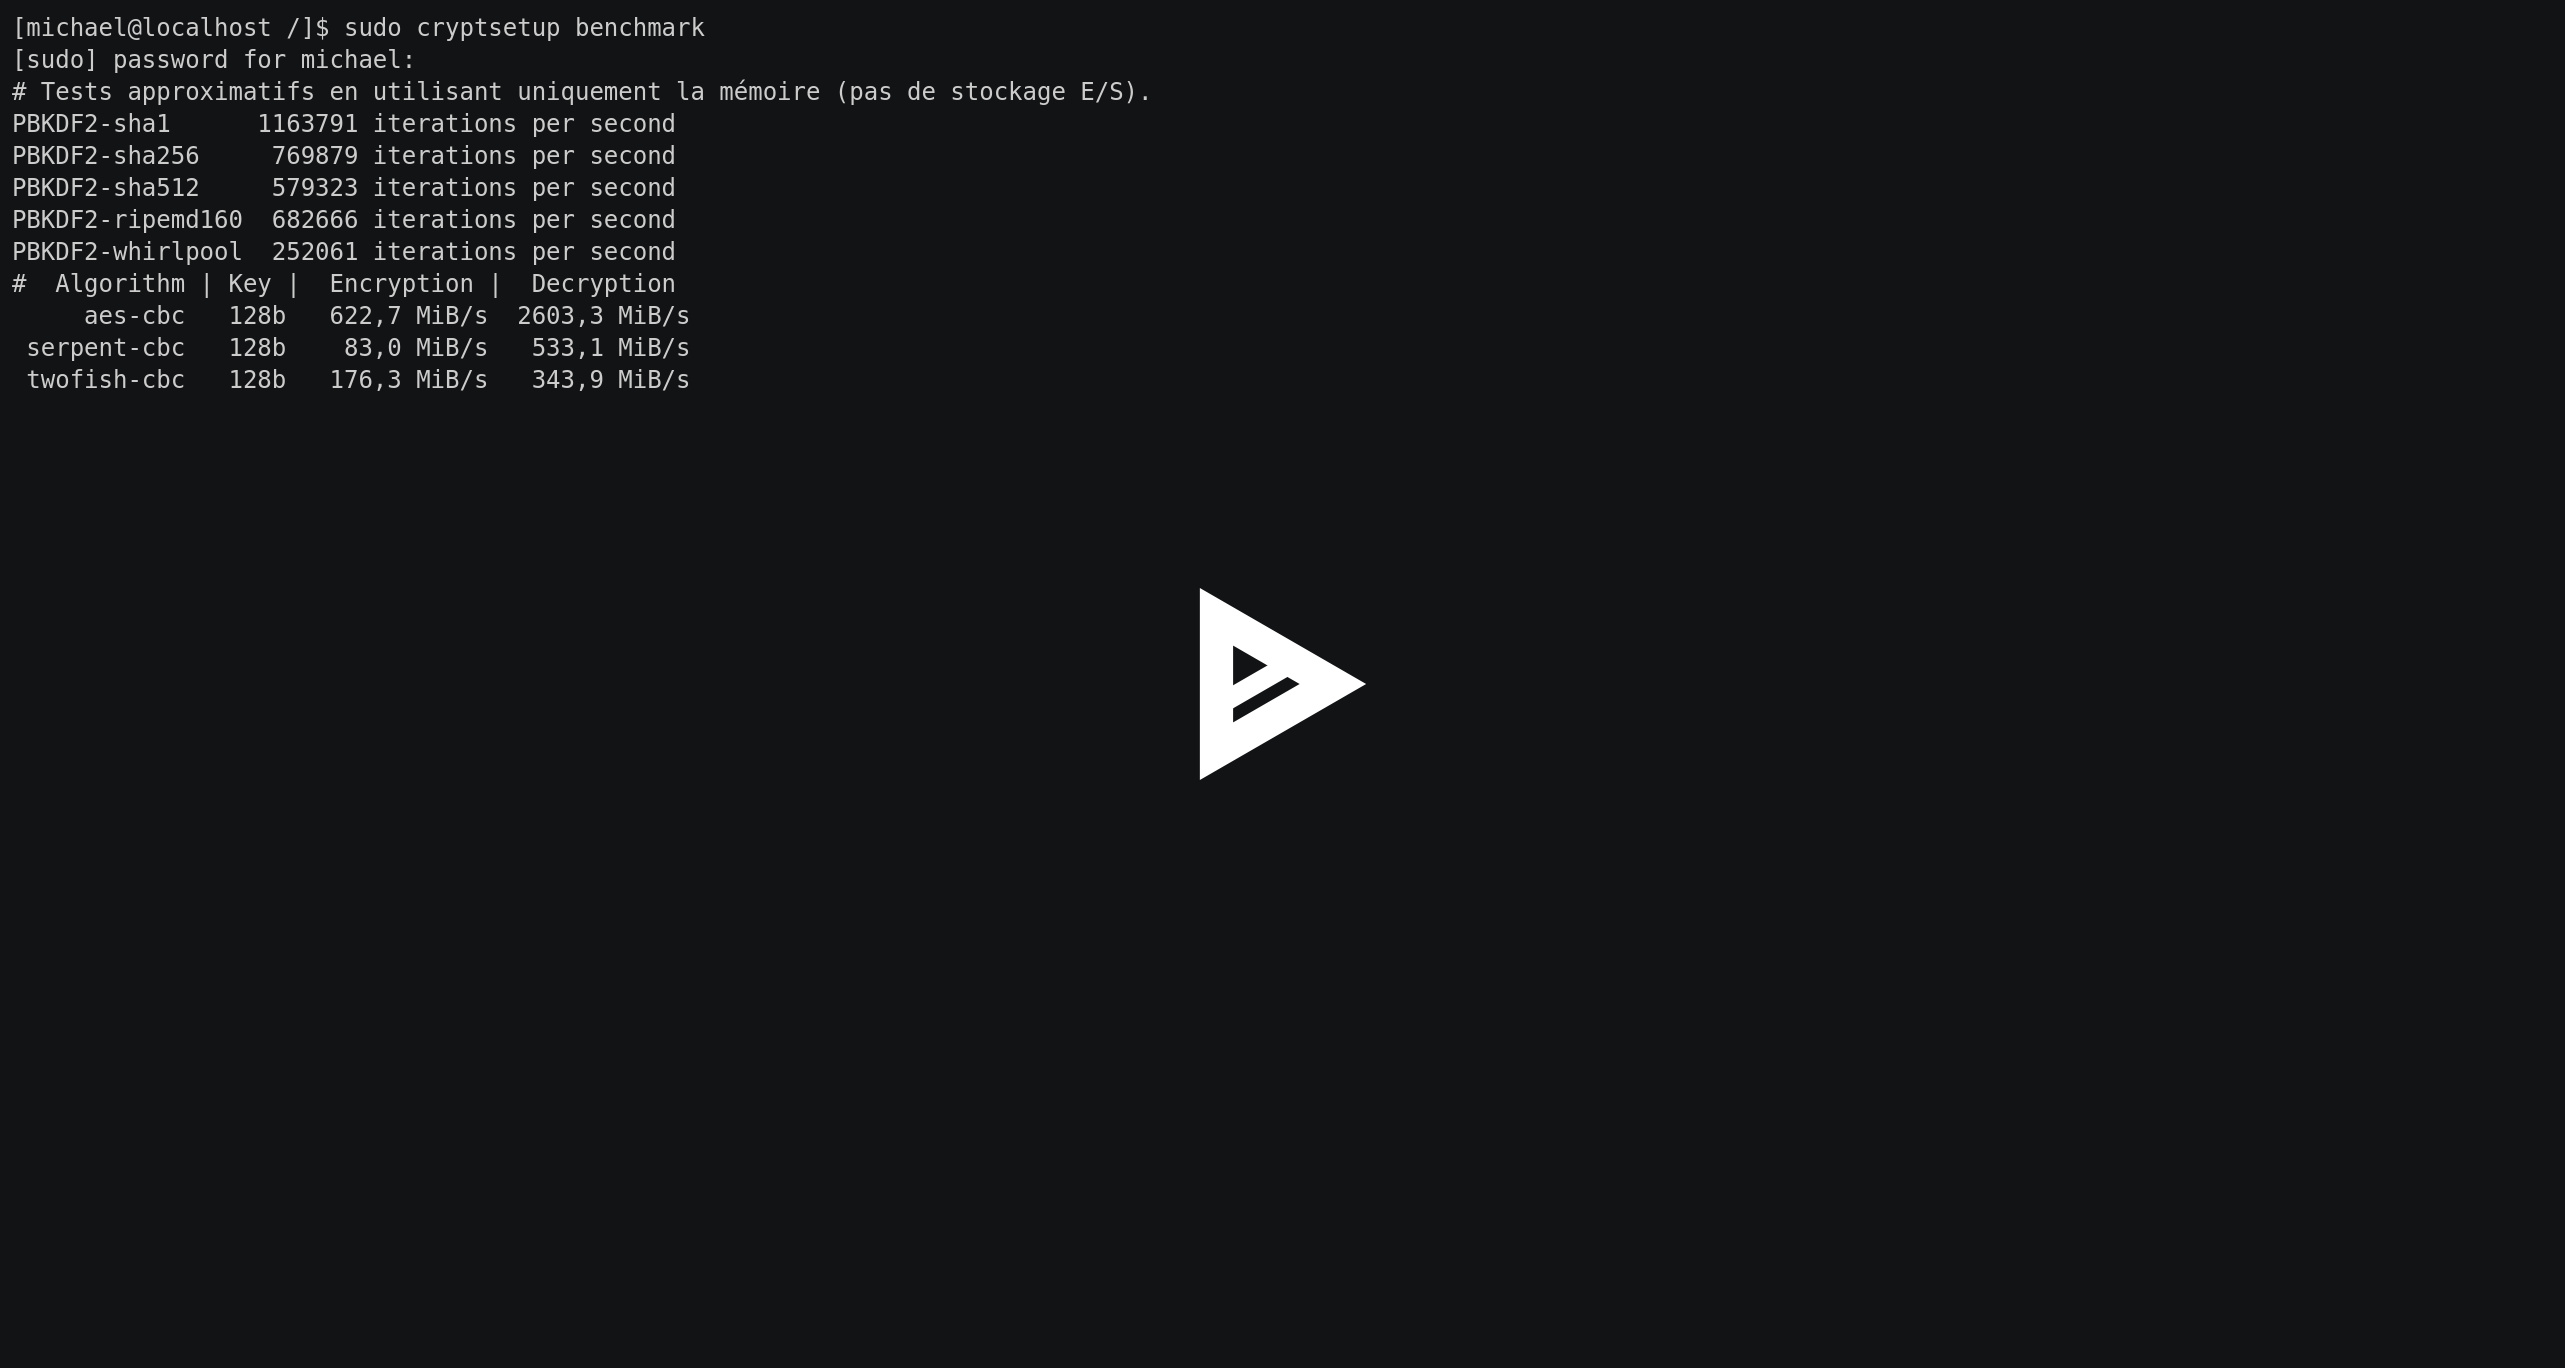 [michael@localhost /]$ sudo cryptsetup benchmark
[sudo] password for michael:
# Tests approximatifs en utilisant uniquement la mémoire (pas de stockage E/S).
PBKDF2-sha1      1163791 iterations per second
PBKDF2-sha256     769879 iterations per second
PBKDF2-sha512     579323 iterations per second
PBKDF2-ripemd160  682666 iterations per second
PBKDF2-whirlpool  252061 iterations per second
#  Algorithm | Key |  Encryption |  Decryption
     aes-cbc   128b   622,7 MiB/s  2603,3 MiB/s
 serpent-cbc   128b    83,0 MiB/s   533,1 MiB/s
 twofish-cbc   128b   176,3 MiB/s   343,9 MiB/s